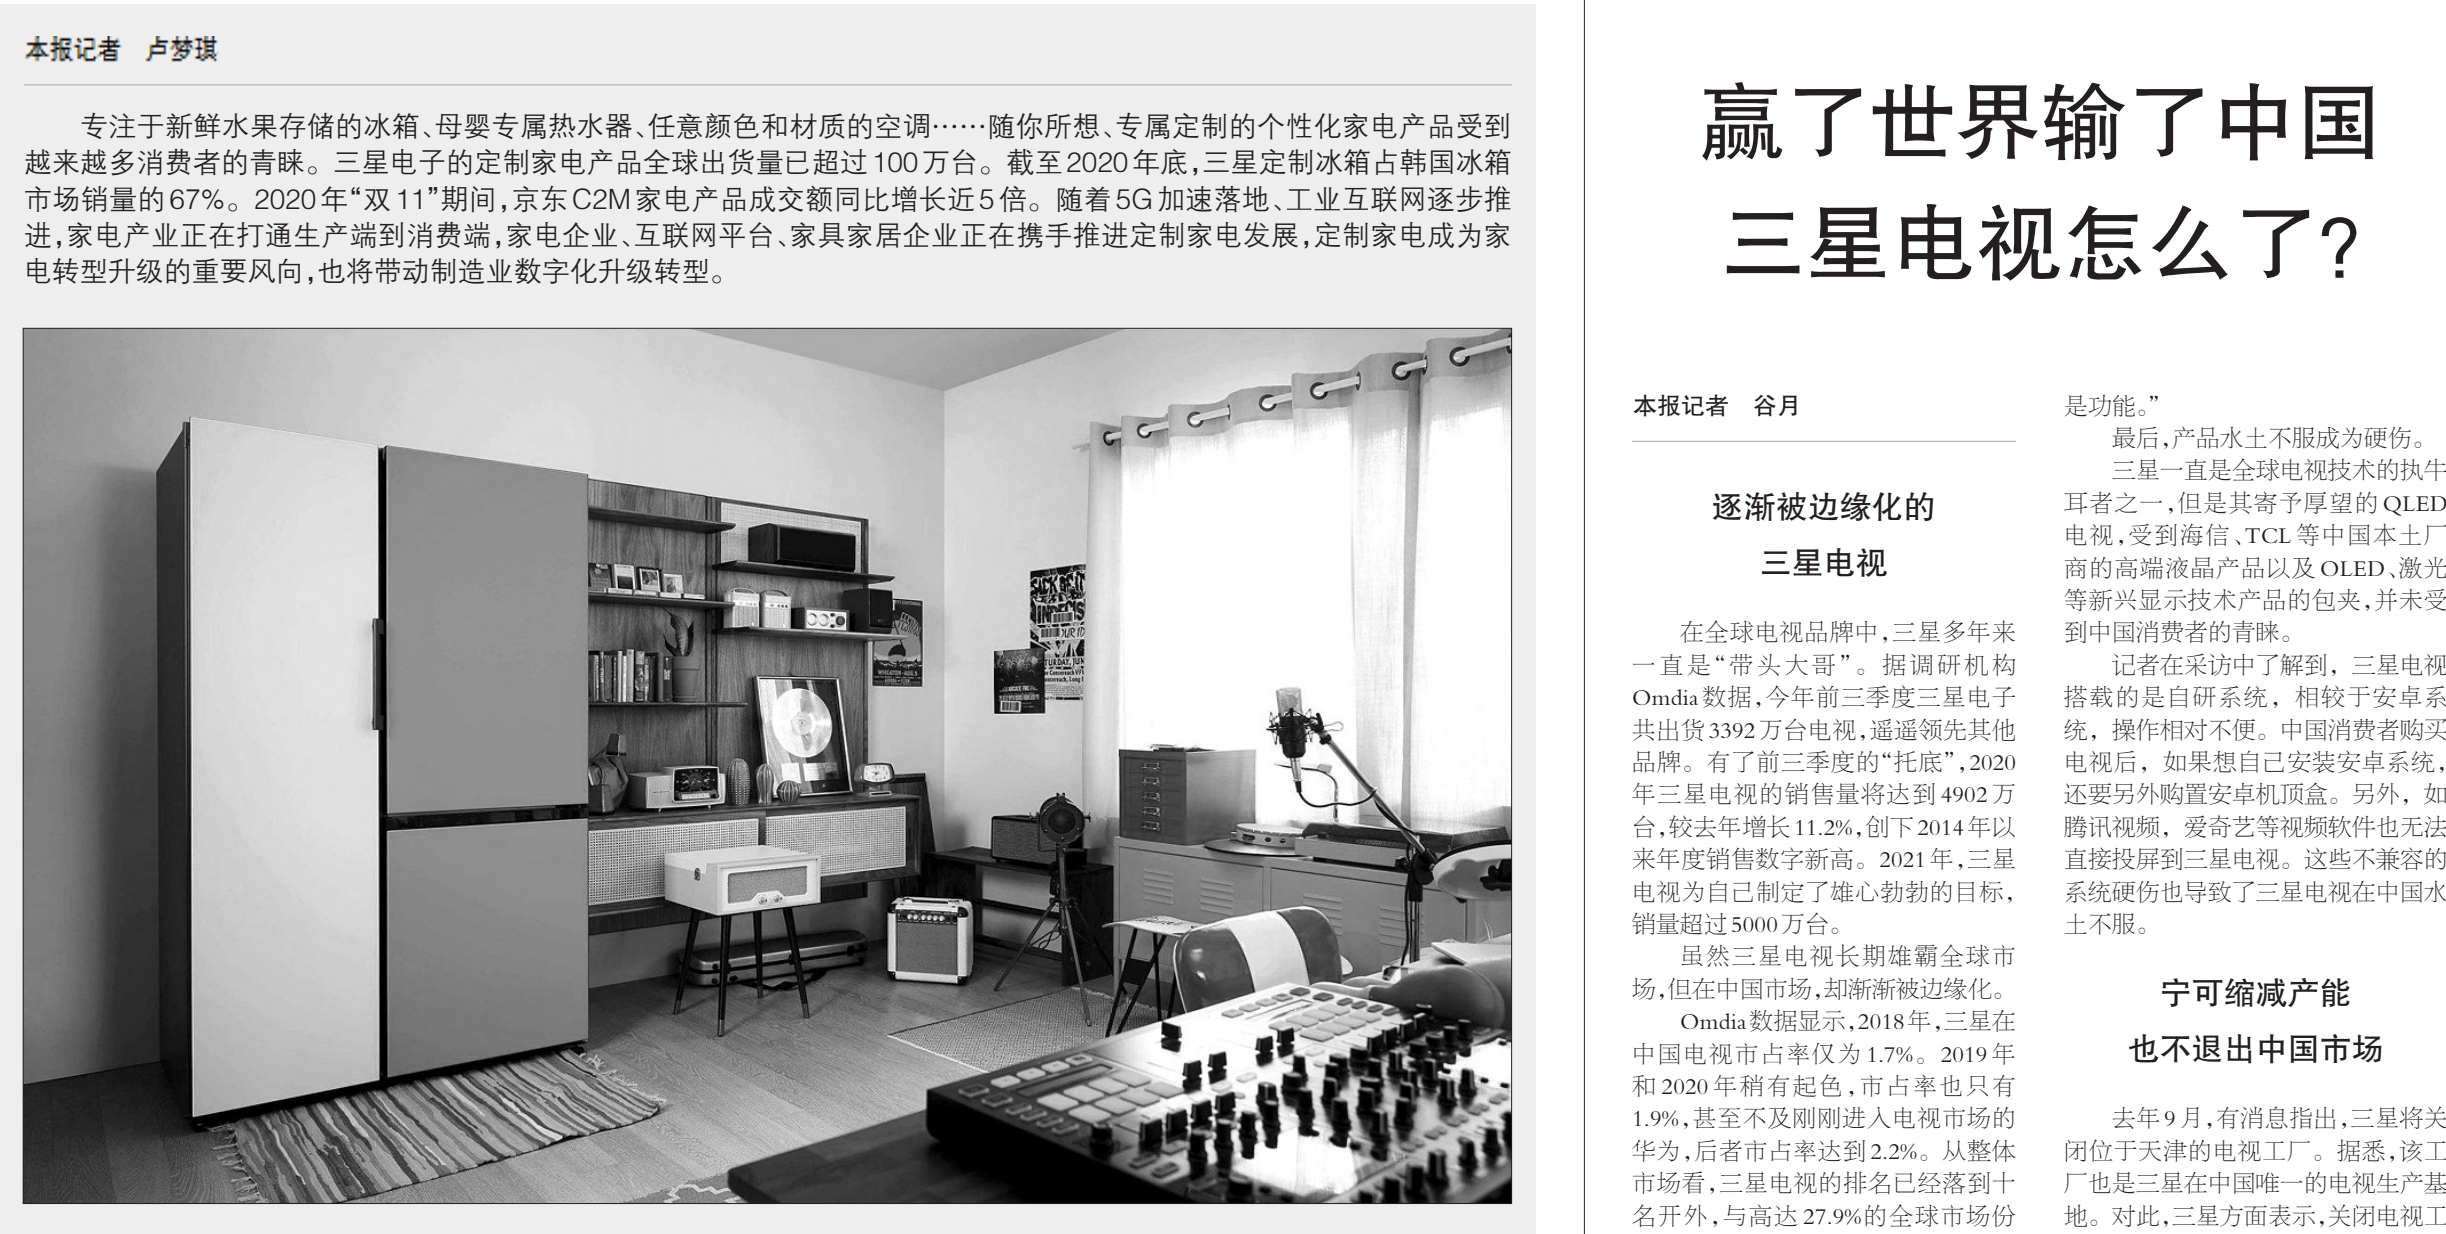 本报记者 卢梦琪
专注于新鲜水果存储的冰箱、母婴专属热水器、任意颜色和材质的空调……随你所想、专属定制的个性化家电产品受到
越来越多消费者的青睐。三星电子的定制家电产品全球出货量已超过100万台。截至2020年底,三星定制冰箱占韩国冰箱
市场销量的67%。2020年“双11”期间,京东C2M家电产品成交额同比增长近5倍。随着5G加速落地、工业互联网逐步推
进,家电产业正在打通生产端到消费端,家电企业、互联网平台、家具家居企业正在携手推进定制家电发展,定制家电成为家
电转型升级的重要风向,也将带动制造业数字化升级转型。
赢了世界输了中国
三星电视怎么了?
本报记者 谷月
逐渐被边缘化的
三星电视
在全球电视品牌中,三星多年来
一直是“带头大哥”。据调研机构
Omdia数据,今年前三季度三星电子
共出货3392万台电视,遥遥领先其他
品牌。有了前三季度的“托底”,2020
年三星电视的销售量将达到4902万
台,较去年增长11.2%,创下2014年以
来年度销售数字新高。2021年,三星
电视为自己制定了雄心勃勃的目标,
销量超过5000万台。
虽然三星电视长期雄霸全球市
场,但在中国市场,却渐渐被边缘化。
Omdia数据显示,2018年,三星在
中国电视市占率仅为1.7%。2019年
和2020年稍有起色,市占率也只有
1.9%,甚至不及刚刚进入电视市场的
华为,后者市占率达到2.2%。从整体
市场看,三星电视的排名已经落到十
名开外,与高达27.9%的全球市场份
是功能。”
最后,产品水土不服成为硬伤。
三星一直是全球电视技术的执牛
耳者之一,但是其寄予厚望的QLED
电视,受到海信、TCL等中国本土厂
商的高端液晶产品以及OLED、激光
等新兴显示技术产品的包夹,并未受
到中国消费者的青睐。
记者在采访中了解到，三星电视
搭载的是自研系统，相较于安卓系
统，操作相对不便。中国消费者购买
电视后，如果想自己安装安卓系统，
还要另外购置安卓机顶盒。另外，如
腾讯视频，爱奇艺等视频软件也无法
直接投屏到三星电视。这些不兼容的
系统硬伤也导致了三星电视在中国水
土不服。
宁可缩减产能
也不退出中国市场
去年9月,有消息指出,三星将关
闭位于天津的电视工厂。据悉,该工
厂也是三星在中国唯一的电视生产基
地。对此,三星方面表示,关闭电视工